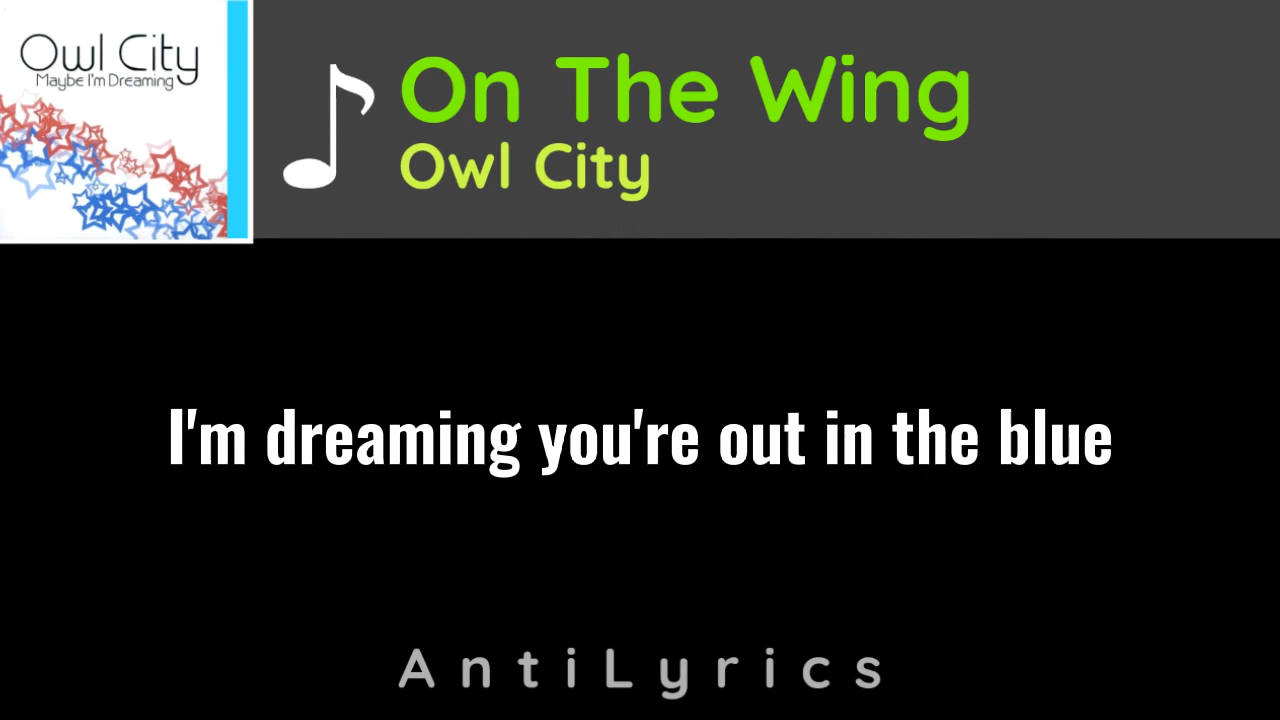 Owl City
Maybe I'm Dreaming
On The Wing
Owl City
I'm dreaming you're out in the blue
AntiLyrics